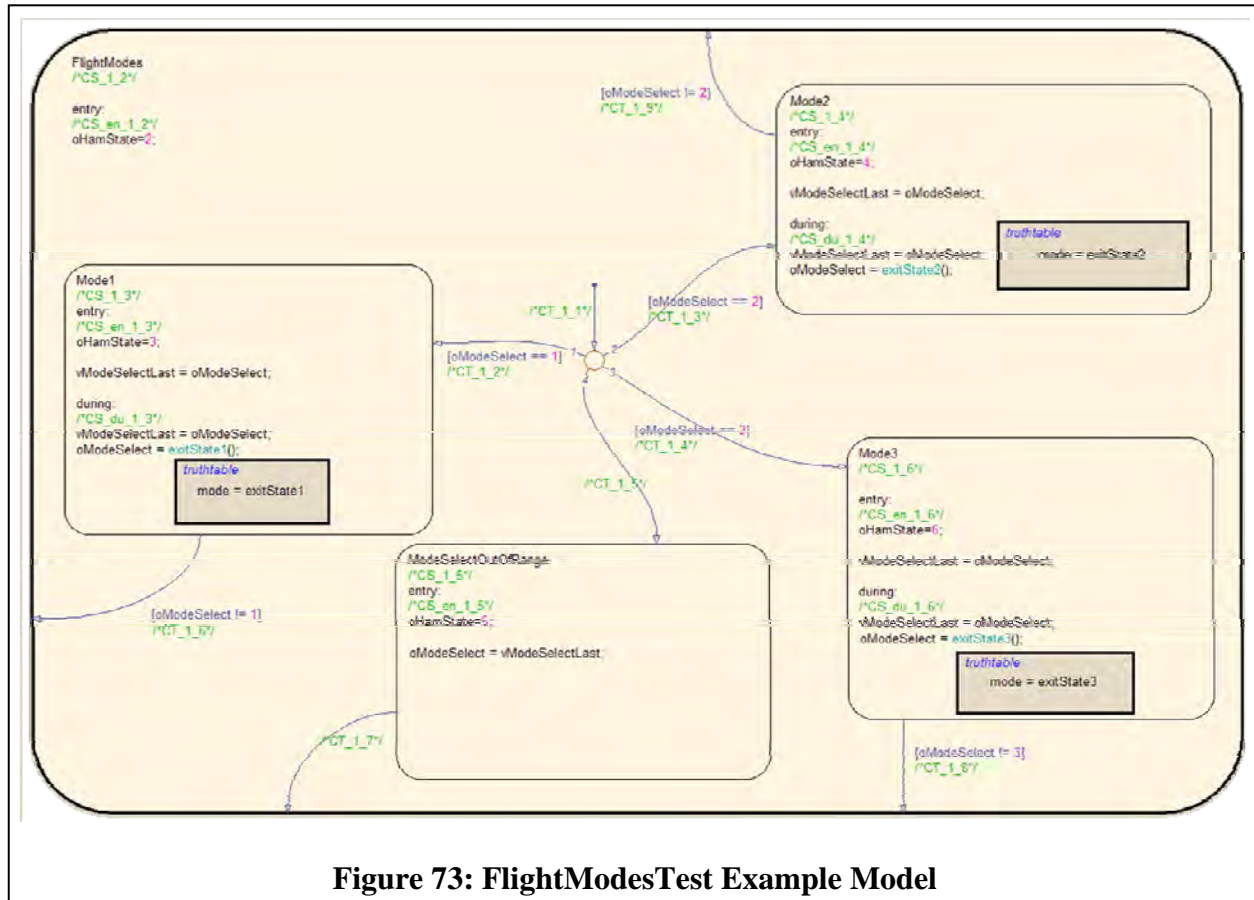 FlightModes
/*CS_1_2*/
entry:
/*CS_en_1_2*/
oHamState=2;
[oModeSelect != 2]
/*CT_1_9*/
Mode2
/*CS_1_4*/
entry:
/*CS_en_1_4*/
oHamState=4;
vModeSelectLast = oModeSelect;
during:
/*CS_du_1_4*/
vModeSelectLast = oModeSelect;
oModeSelect = exitState2();
truthtable
mode = exitState2
Mode1
/*CS_1_3*/
entry:
/*CS_en_1_3*/
oHamState=3;
vModeSelectLast = oModeSelect;
during:
/*CS_du_1_3*/
vModeSelectLast = oModeSelect;
oModeSelect = exitState1();
truthtable
mode = exitState1
/*CT_1_1*/
[oModeSelect == 2]
/*CT_1_3*/
1
2
3
4
[oModeSelect == 1]
/*CT_1_2*/
[oModeSelect == 3]
/*CT_1_4*/
/*CT_1_5*/
Mode3
/*CS_1_6*/
entry:
/*CS_en_1_6*/
oHamState=6;
vModeSelectLast = oModeSelect;
during:
/*CS_du_1_6*/
vModeSelectLast = oModeSelect;
oModeSelect = exitState3();
truthtable
mode = exitState3
ModeSelectOutOfRange
/*CS_1_5*/
entry:
/*CS_en_1_5*/
oHamState=5;
oModeSelect = vModeSelectLast;
[oModeSelect != 1]
/*CT_1_6*/
/*CT_1_7*/
[oModeSelect != 3]
/*CT_1_8*/
Figure 73: FlightModesTest Example Model